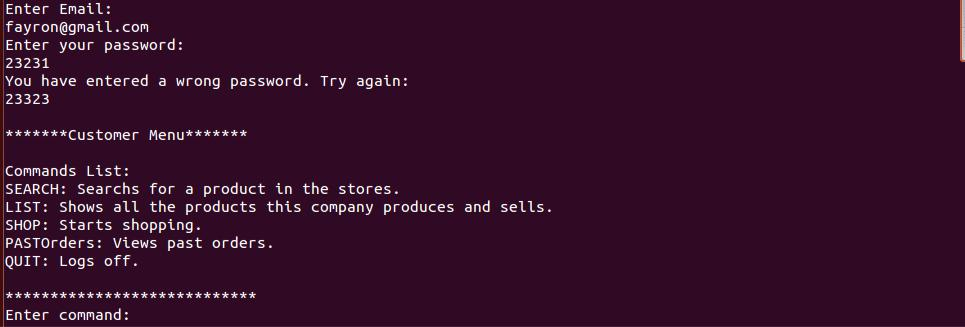 Enter Email:
fayron@gmail.com
Enter your password:
23231
You have entered a wrong password. Try again:
23323
*******Customer Menu*******
Commands List:
SEARCH: Searchs for a product in the stores.
LIST: Shows all the products this company produces and sells.
SHOP: Starts shopping.
PASTOrders: Views past orders.
QUIT: Logs off.
****************************
Enter command: